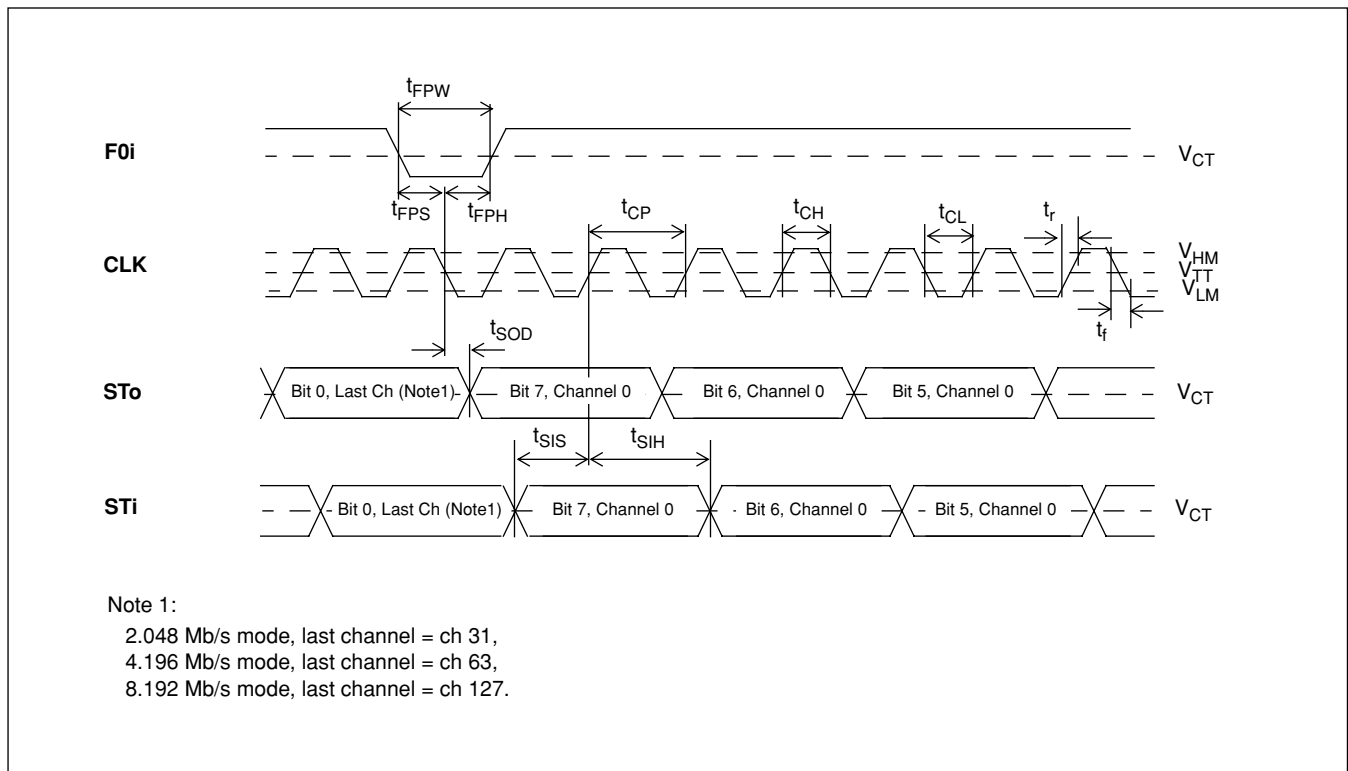 tFPW
F0i
VCT
tFPS
tFPH
tCP
tCH
tCL
tr
CLK
VHM
VTT
VLM
tf
tSOD
STo
Bit 0, Last Ch (Note1)
Bit 7, Channel 0
Bit 6, Channel 0
Bit 5, Channel 0
VCT
tSIS
tSIH
STi
Bit 0, Last Ch (Note1)
Bit 7, Channel 0
Bit 6, Channel 0
Bit 5, Channel 0
VCT
Note 1:
2.048 Mb/s mode, last channel = ch 31,
4.196 Mb/s mode, last channel = ch 63,
8.192 Mb/s mode, last channel = ch 127.